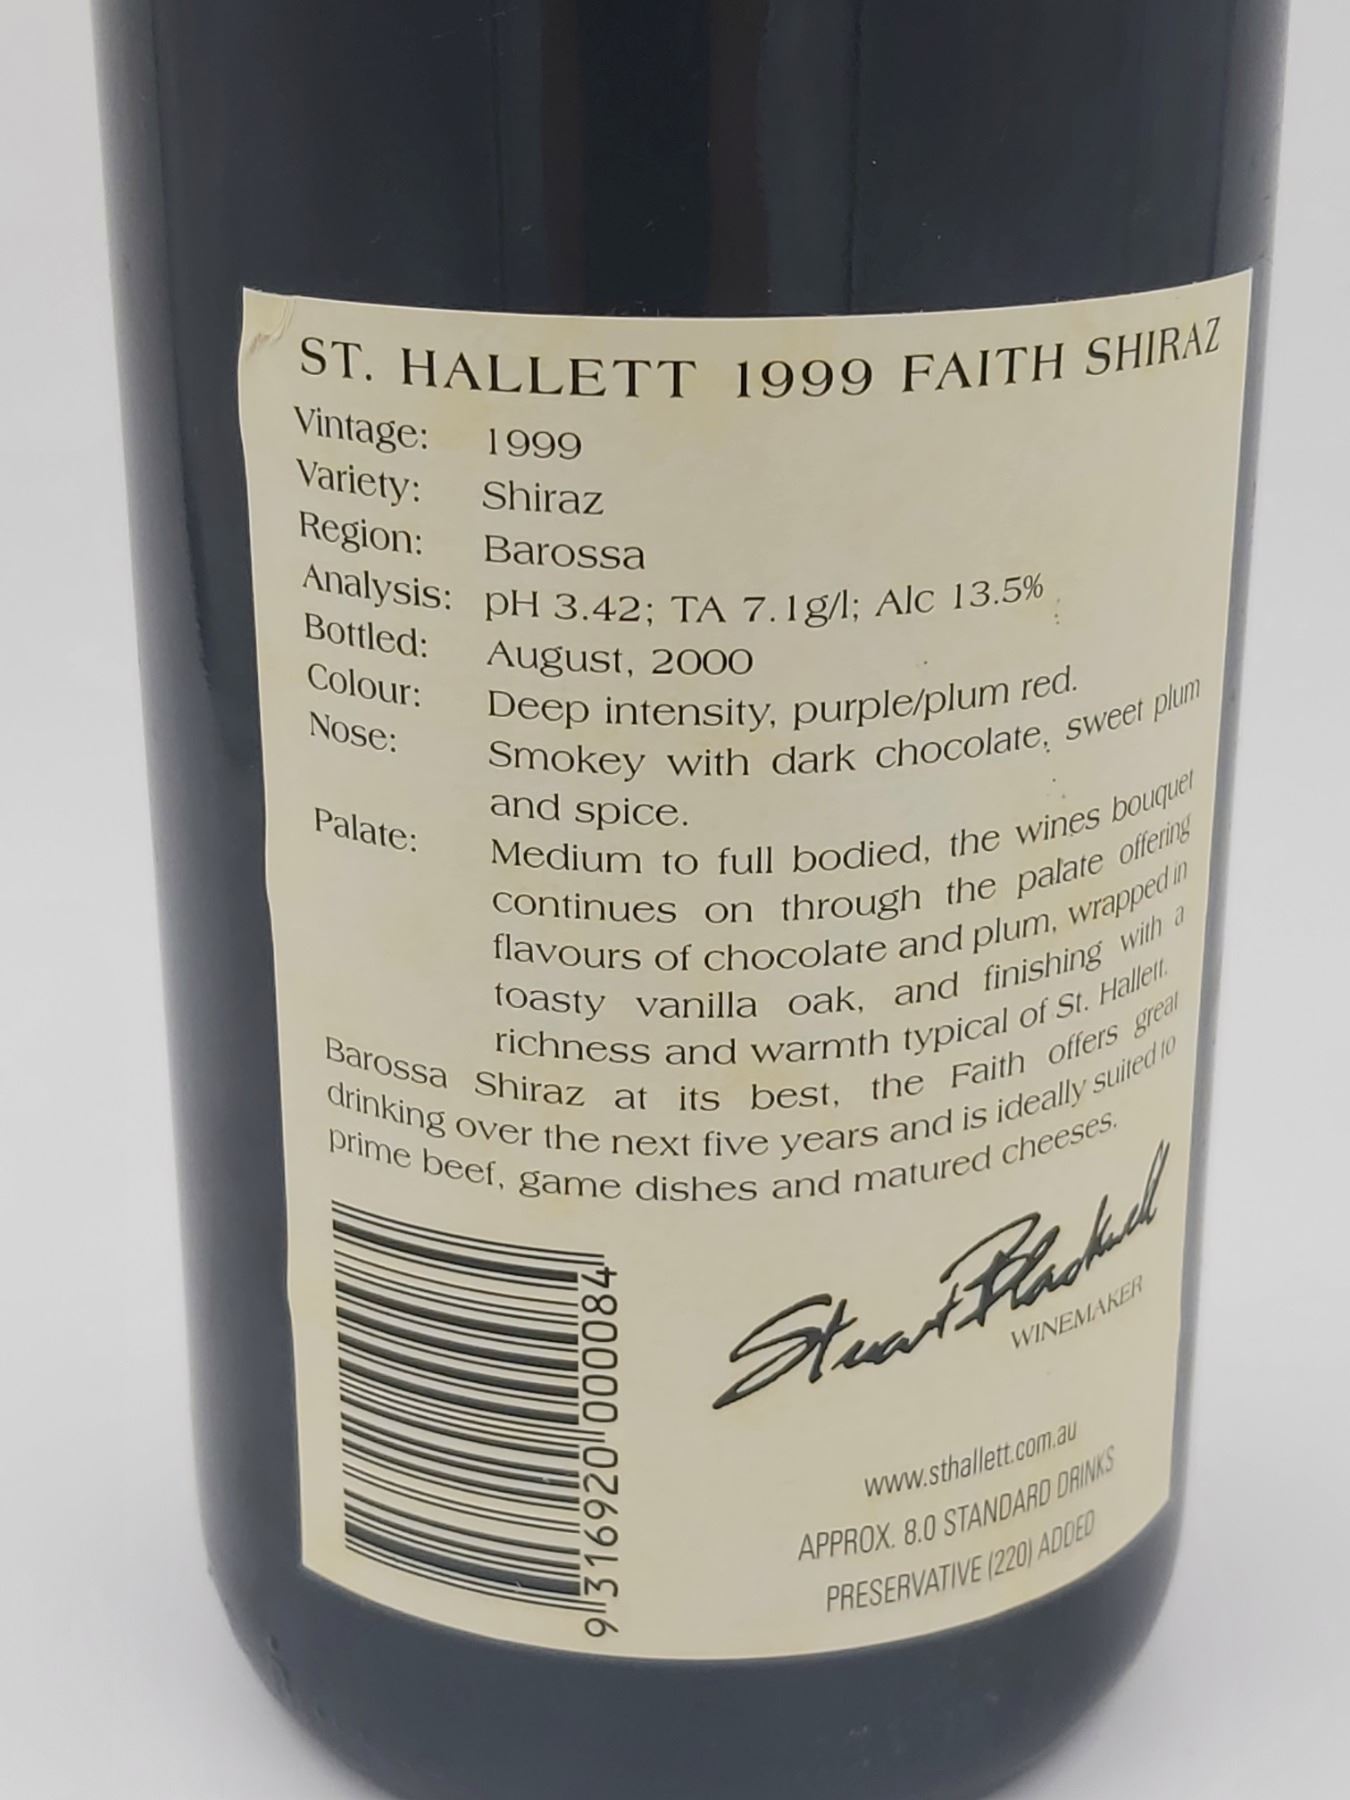 ST. HALLETT 1999 FAITH SHIRAZ
Vintage: 1999
Variety: Shiraz
Region: Barossa
Analysis: pH 3.42; TA 7.1g/l; Alc 13.5%
Bottled: August, 2000
Colour: Deep intensity, purple/plum red.
Nose: Smokey with dark chocolate, sweet plum
and spice.
Palate: Medium to full bodied, the wines bouquet
continues on through the palate offering
flavours of chocolate and plum, wrapped in
toasty vanilla oak, and finishing with a
richness and warmth typical of St. Hallett.
Barossa Shiraz at its best, the Faith offers great
drinking over the next five years and is ideally suited to
prime beef, game dishes and matured cheeses.
Stuart Blackwell
WINEMAKER
www.sthallett.com.au
APPROX. 8.0 STANDARD DRINKS
PRESERVATIVE (220) ADDED
9 316920 000084